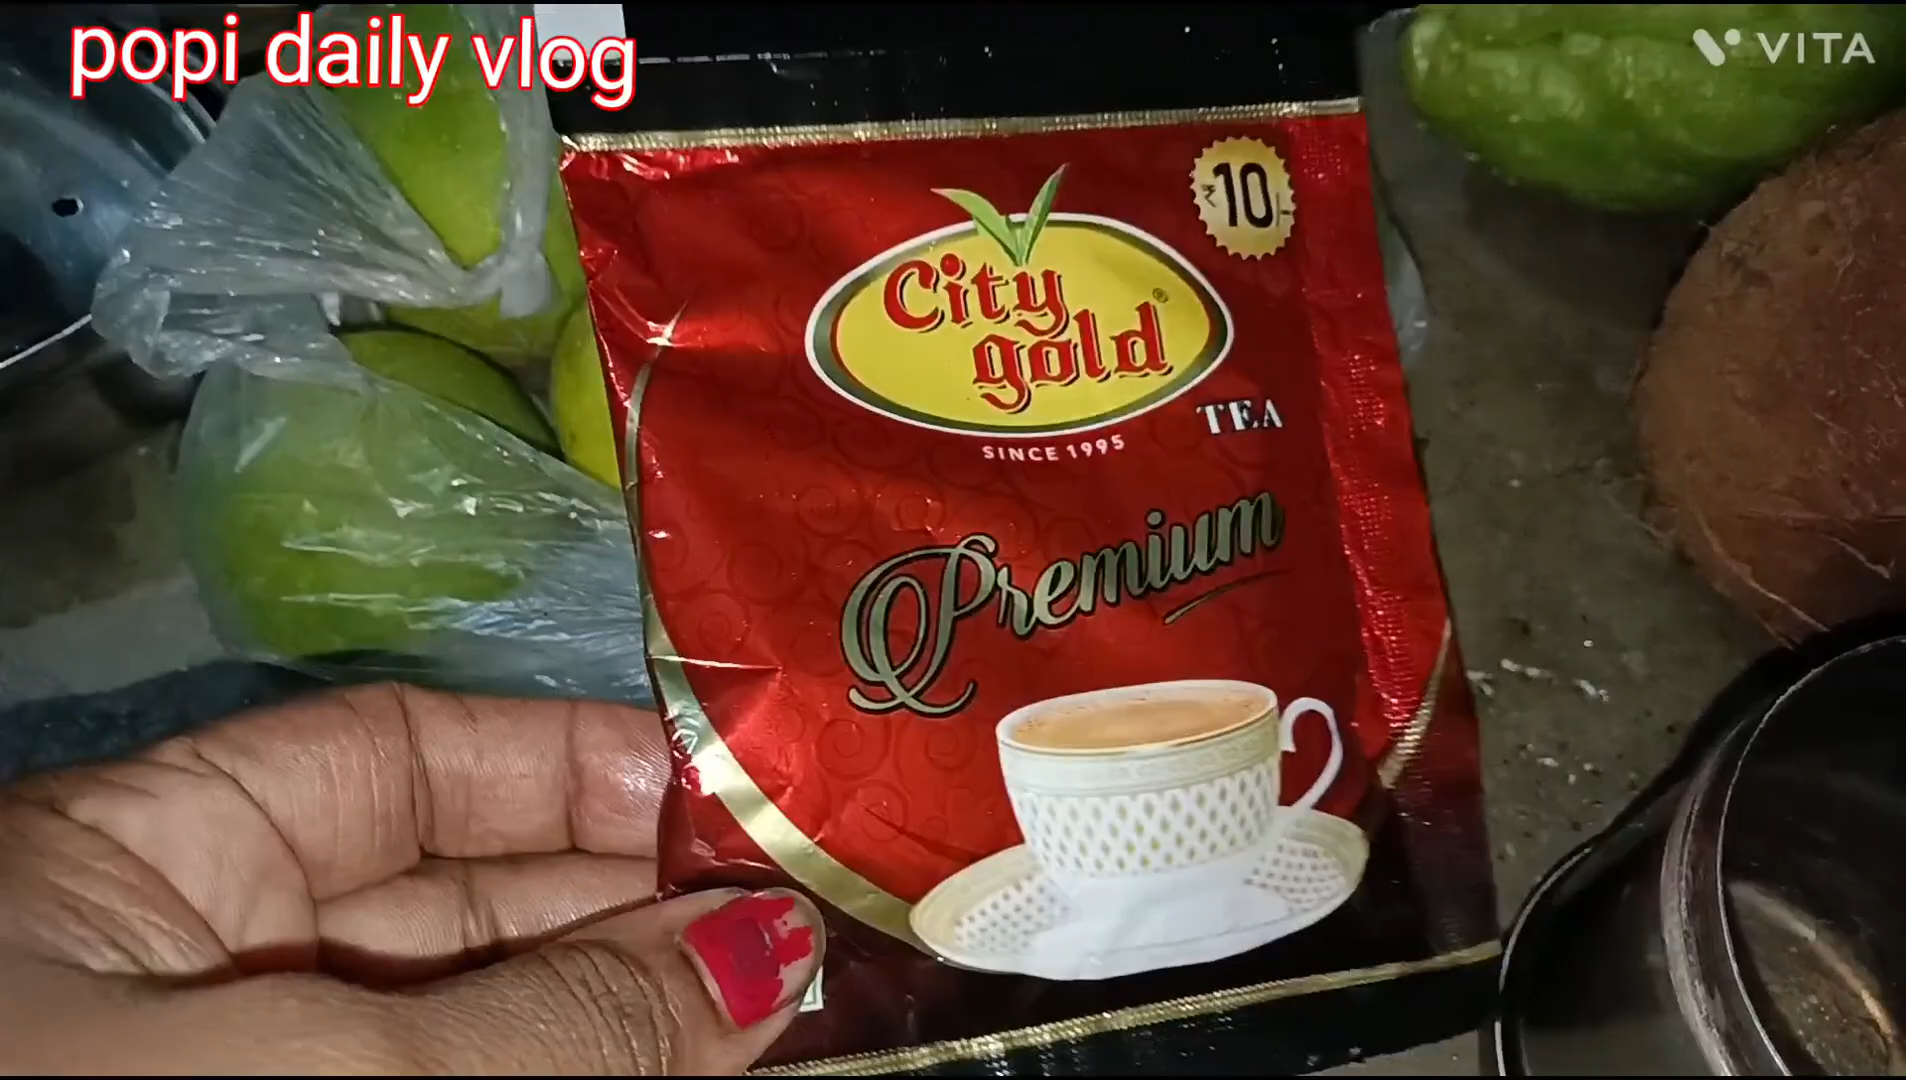 popi daily vlog
VITA
₹10/-
City
gold®
TEA
SINCE 1995
Premium